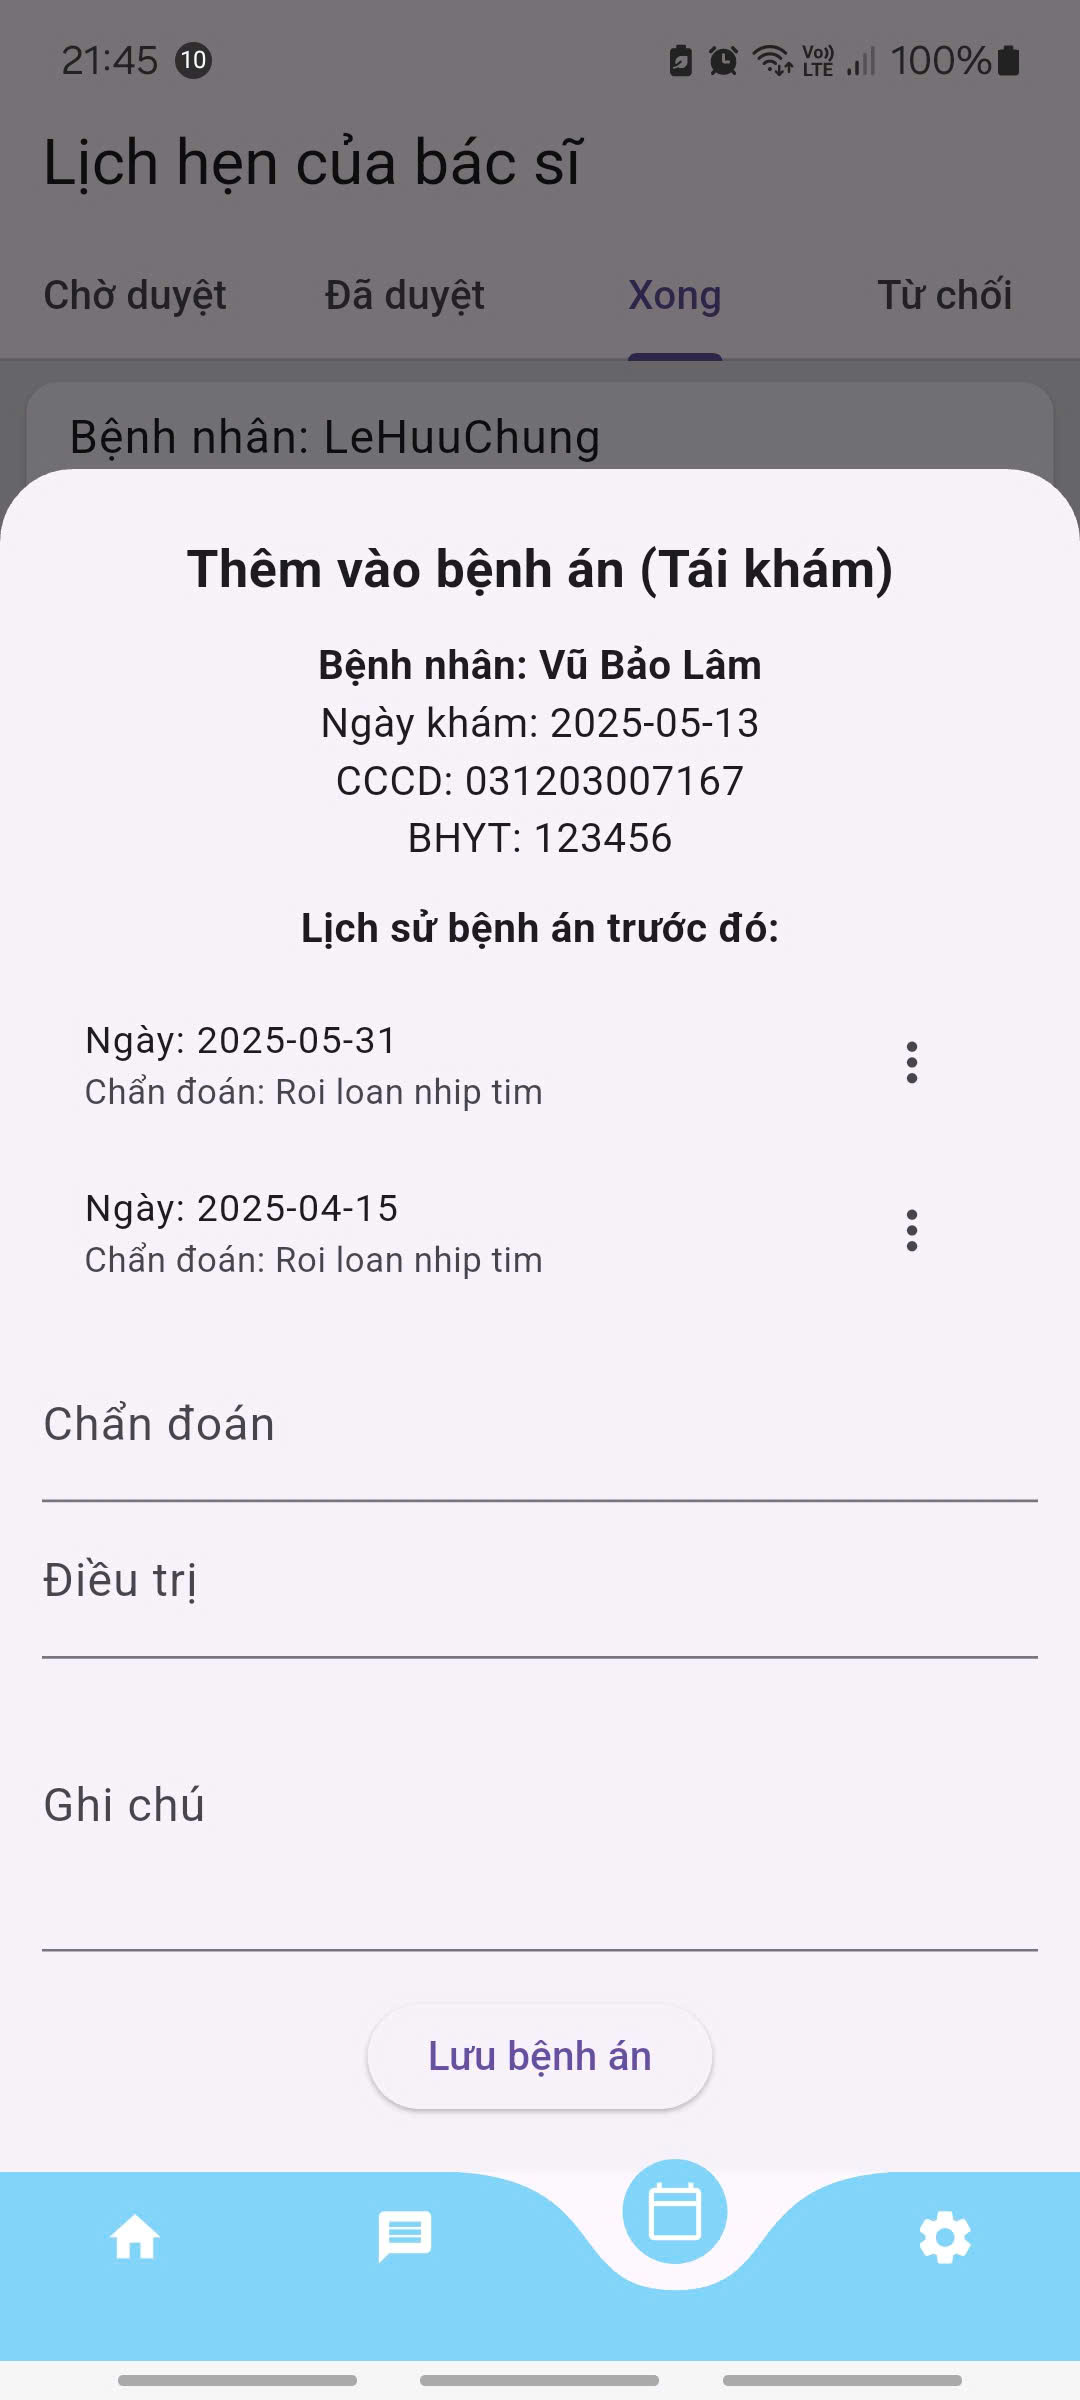 21:45 10 Vo)) LTE 100%
Lịch hẹn của bác sĩ
Chờ duyệt Đã duyệt Xong Từ chối
Bệnh nhân: LeHuuChung
Thêm vào bệnh án (Tái khám)
Bệnh nhân: Vũ Bảo Lâm
Ngày khám: 2025-05-13
CCCD: 031203007167
BHYT: 123456
Lịch sử bệnh án trước đó:
Ngày: 2025-05-31
Chẩn đoán: Roi loan nhip tim
Ngày: 2025-04-15
Chẩn đoán: Roi loan nhip tim
Chẩn đoán
Điều trị
Ghi chú
Lưu bệnh án